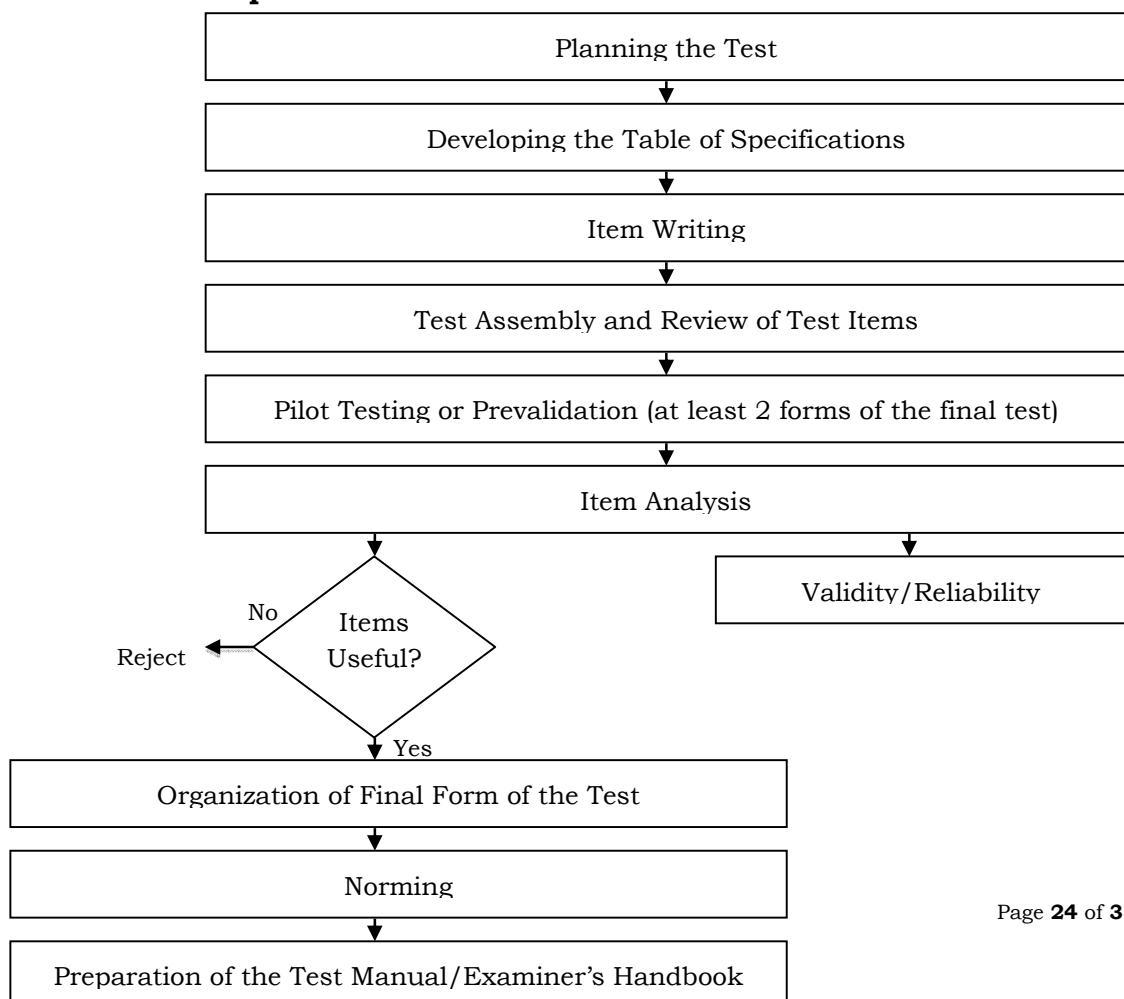 Planning the Test
Developing the Table of Specifications
Item Writing
Test Assembly and Review of Test Items
Pilot Testing or Prevalidation (at least 2 forms of the final test)
Item Analysis
Validity/Reliability
No
Items
Useful?
Reject
Yes
Organization of Final Form of the Test
Norming
Page 24 of 3
Preparation of the Test Manual/Examiner’s Handbook